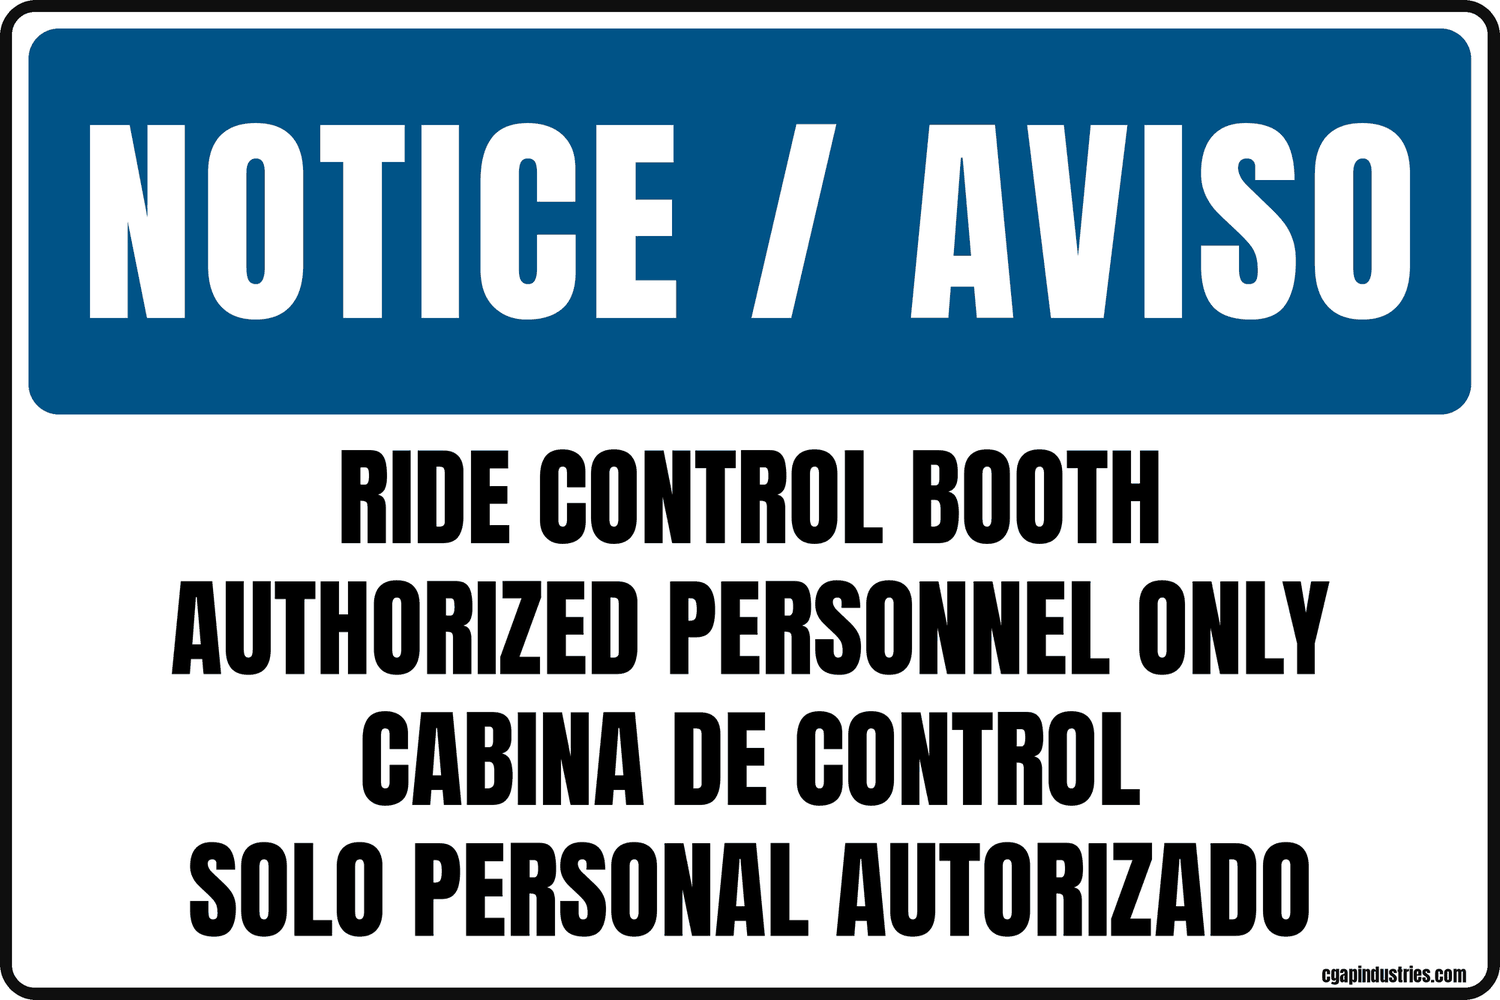 NOTICE / AVISO
RIDE CONTROL BOOTH
AUTHORIZED PERSONNEL ONLY
CABINA DE CONTROL
SOLO PERSONAL AUTORIZADO
cgapindustries.com